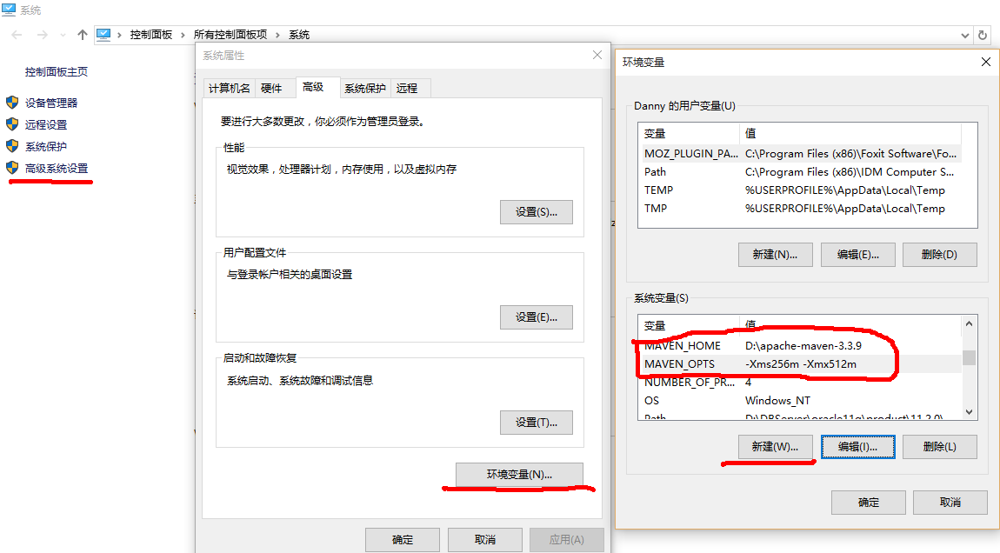 系统
控制面板 › 所有控制面板项 › 系统
控制面板主页
设备管理器
远程设置
系统保护
高级系统设置
系统属性
计算机名 硬件 高级 系统保护 远程
要进行大多数更改，你必须作为管理员登录。
性能
视觉效果，处理器计划，内存使用，以及虚拟内存
设置(S)...
用户配置文件
与登录帐户相关的桌面设置
设置(E)...
启动和故障恢复
系统启动、系统故障和调试信息
设置(T)...
环境变量(N)...
确定 取消 应用(A)
环境变量
Danny 的用户变量(U)
变量 值
MOZ_PLUGIN_PA... C:\Program Files (x86)\Foxit Software\Fo...
Path C:\Program Files (x86)\IDM Computer S...
TEMP %USERPROFILE%\AppData\Local\Temp
TMP %USERPROFILE%\AppData\Local\Temp
新建(N)... 编辑(E)... 删除(D)
系统变量(S)
变量 值
MAVEN_HOME D:\apache-maven-3.3.9
MAVEN_OPTS -Xms256m -Xmx512m
NUMBER_OF_PR... 4
OS Windows_NT
Path D:\DBServer\oracle11g\product\11.2.0\
新建(W)... 编辑(I)... 删除(L)
确定 取消